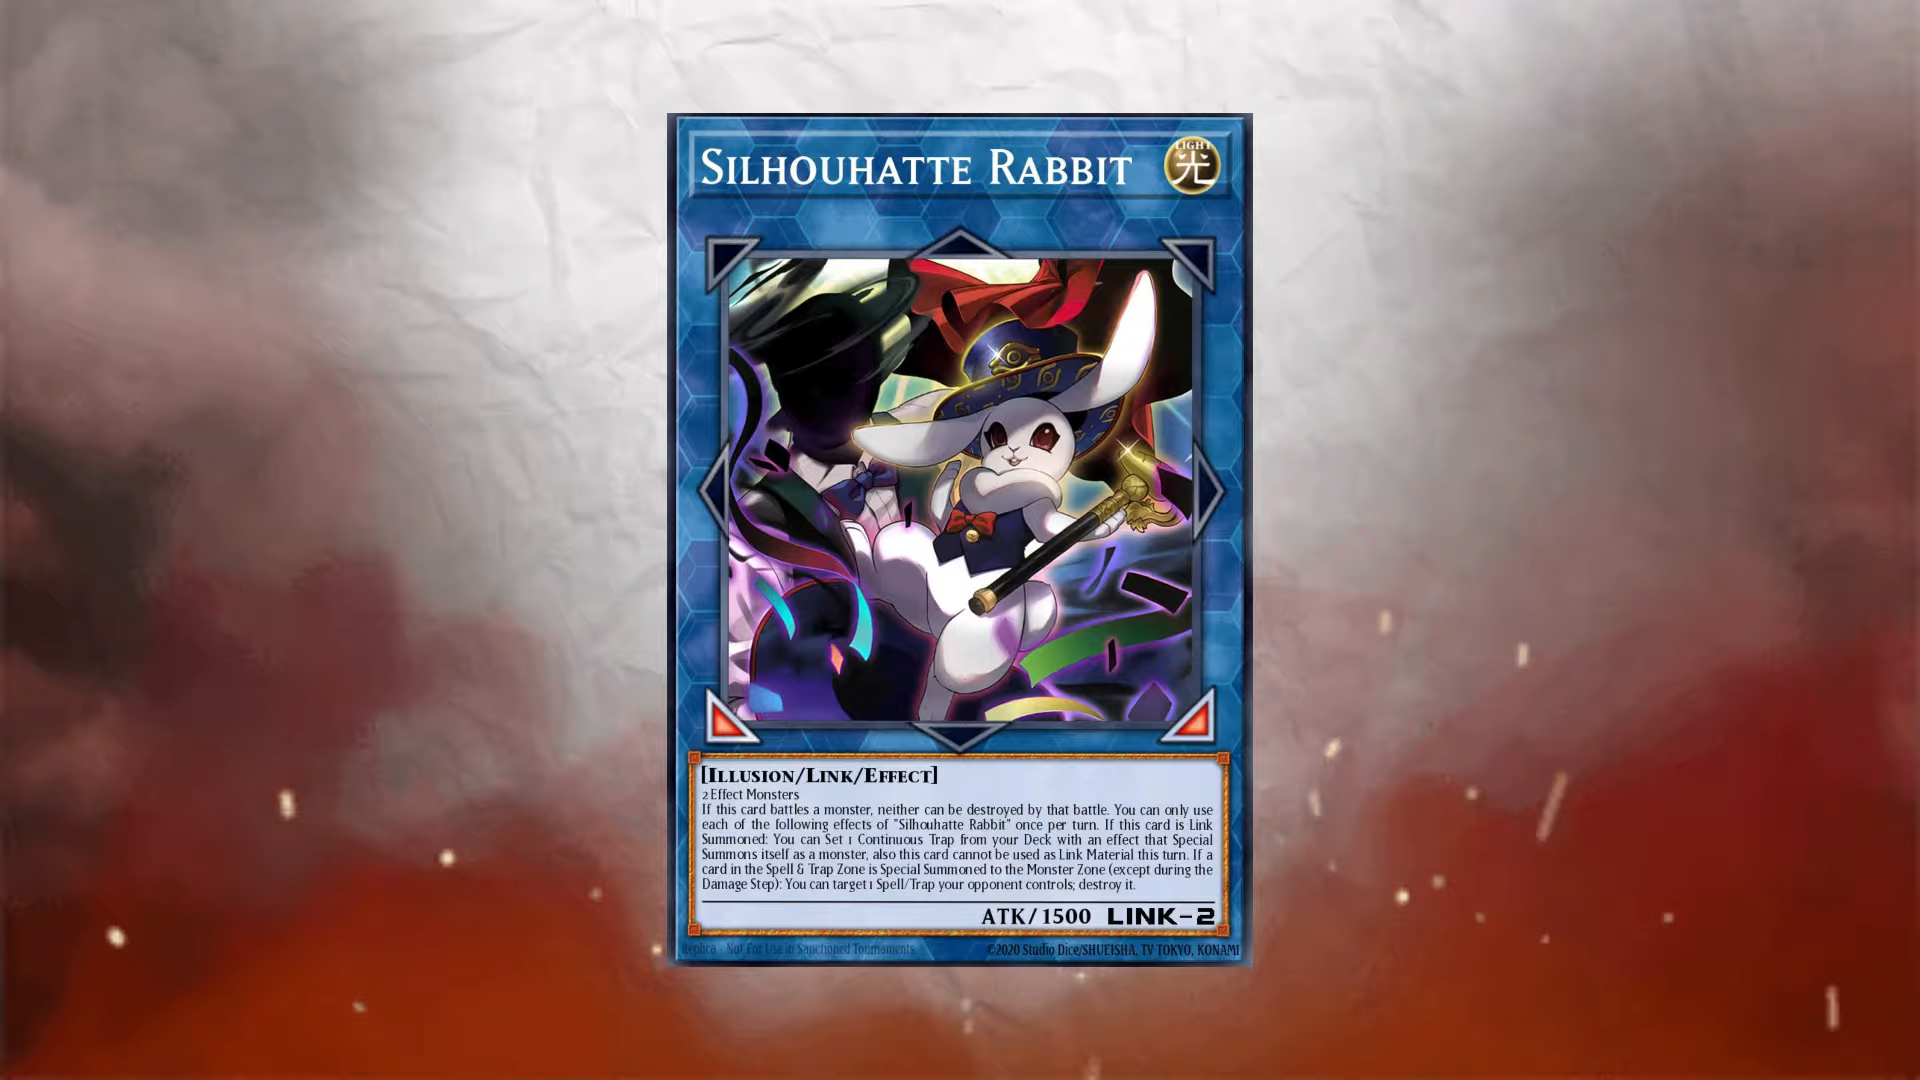 SILHOUHATTE RABBIT
LIGHT
光
[ILLUSION/LINK/EFFECT]
2 Effect Monsters
If this card battles a monster, neither can be destroyed by that battle. You can only use
each of the following effects of "Silhouhatte Rabbit" once per turn. If this card is Link
Summoned: You can Set 1 Continuous Trap from your Deck with an effect that Special
Summons itself as a monster, also this card cannot be used as Link Material this turn. If a
card in the Spell & Trap Zone is Special Summoned to the Monster Zone (except during the
Damage Step): You can target 1 Spell/Trap your opponent controls; destroy it.
ATK/1500 LINK-2
Replica - Not For Use in Sanctioned Tournaments ©2020 Studio Dice/SHUEISHA, TV TOKYO, KONAMI